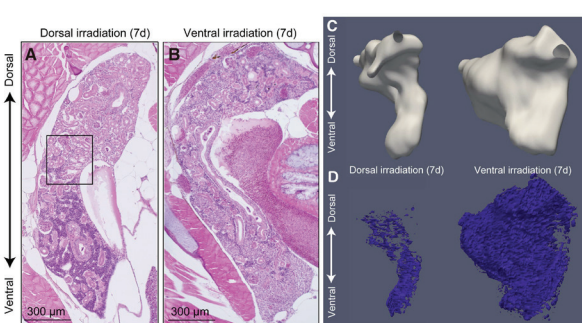 Dorsal irradiation (7d)
Ventral irradiation (7d)
A
B
Dorsal
Ventral
300 µm
300 µm
C
Dorsal
Ventral
Dorsal irradiation (7d)
Ventral irradiation (7d)
D
Dorsal
Ventral